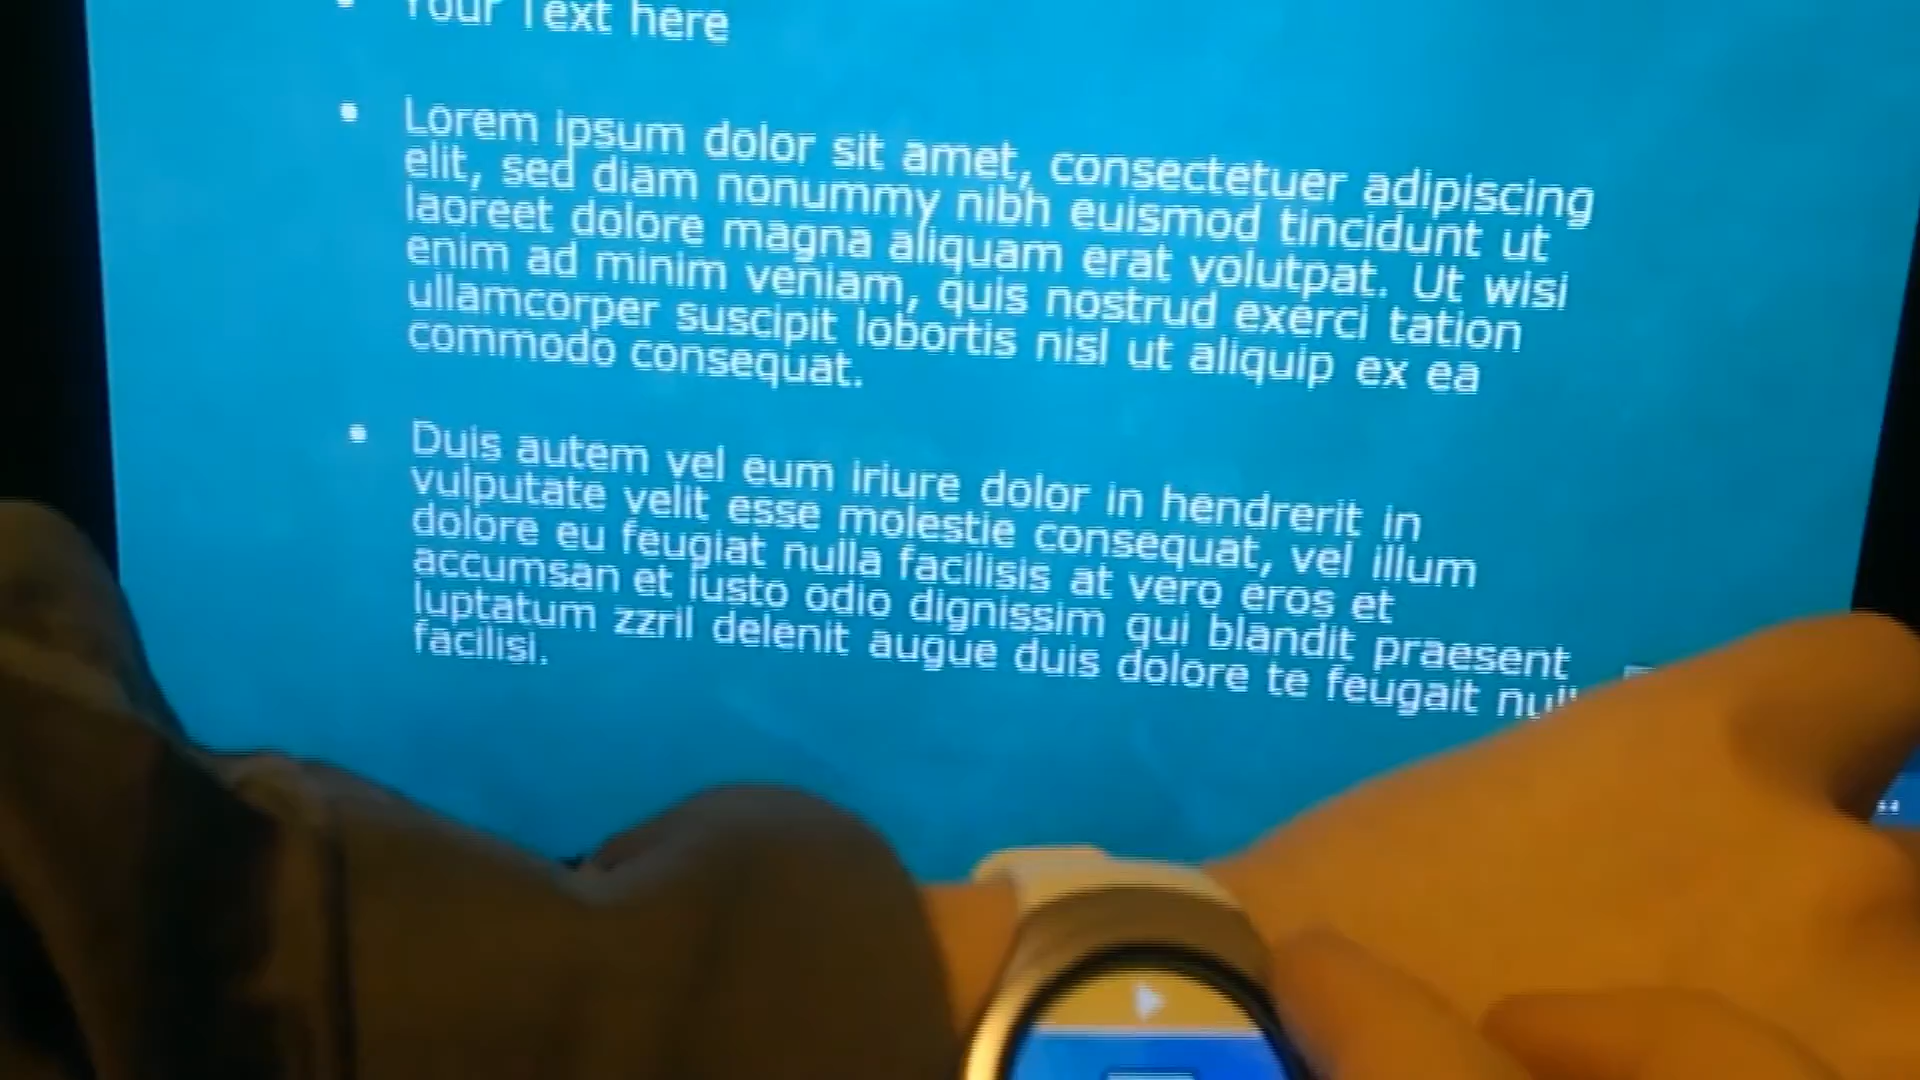 Your Text here
Lorem ipsum dolor sit amet, consectetuer adipiscing
elit, sed diam nonummy nibh euismod tincidunt ut
laoreet dolore magna aliquam erat volutpat. Ut wisi
enim ad minim veniam, quis nostrud exerci tation
ullamcorper suscipit lobortis nisl ut aliquip ex ea
commodo consequat.
Duis autem vel eum iriure dolor in hendrerit in
vulputate velit esse molestie consequat, vel illum
dolore eu feugiat nulla facilisis at vero eros et
accumsan et iusto odio dignissim qui blandit praesent
luptatum zzril delenit augue duis dolore te feugait
facilisi.